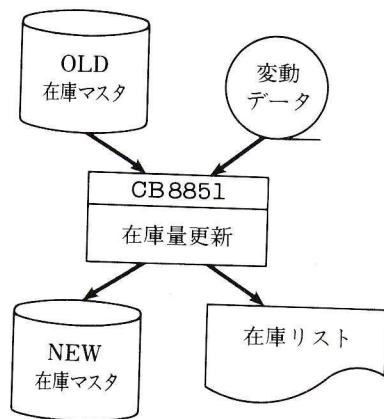 OLD
在庫マスタ
変動
データ
CB8851
在庫量更新
NEW
在庫マスタ
在庫リスト